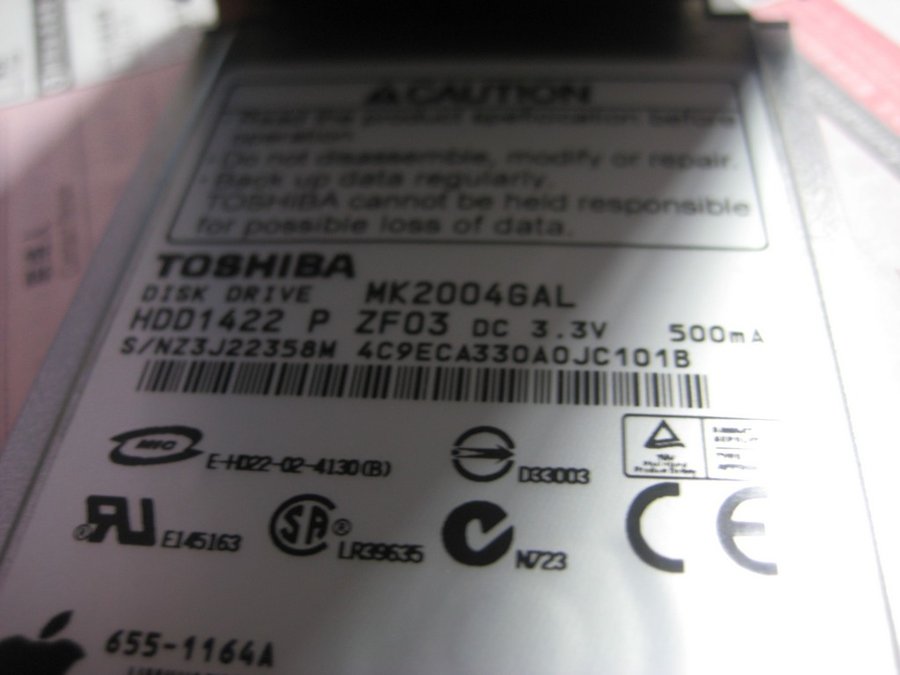 CAUTION
Read the product specification before
operation.
· Do not disassemble, modify or repair.
· Back up data regularly.
TOSHIBA cannot be held responsible
for possible loss of data.
TOSHIBA
DISK DRIVE MK2004GAL
HDD1422 P ZF03 DC 3.3V 500mA
S/NZ3J22358M 4C9ECA330A0JC101B
MIC E-HD22-02-4130(B) D33003
E145163 SA ® LR39635 N723 CE
655-1164A